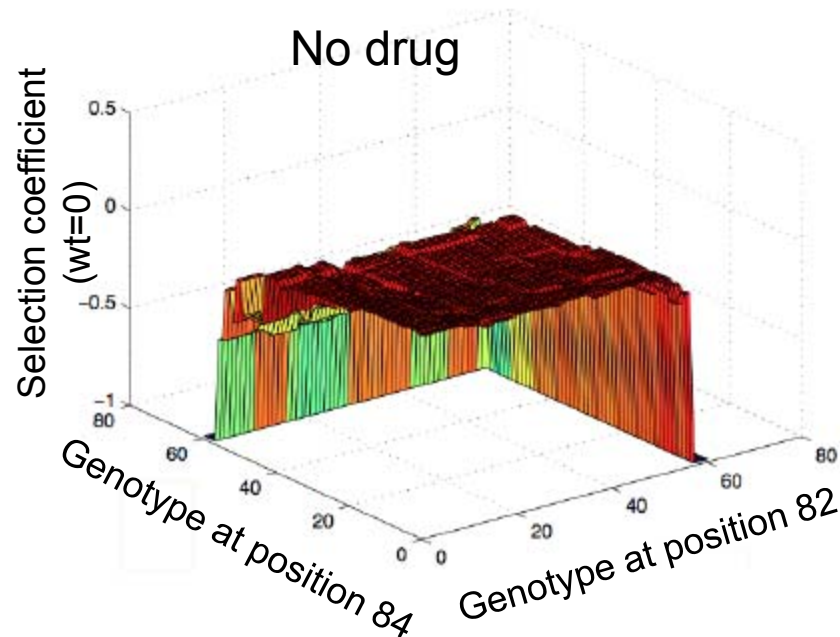 No drug
Selection coefficient
(wt=0)
0.5
0
−0.5
−1
80
60
40
20
0
0
20
40
60
80
Genotype at position 84
Genotype at position 82